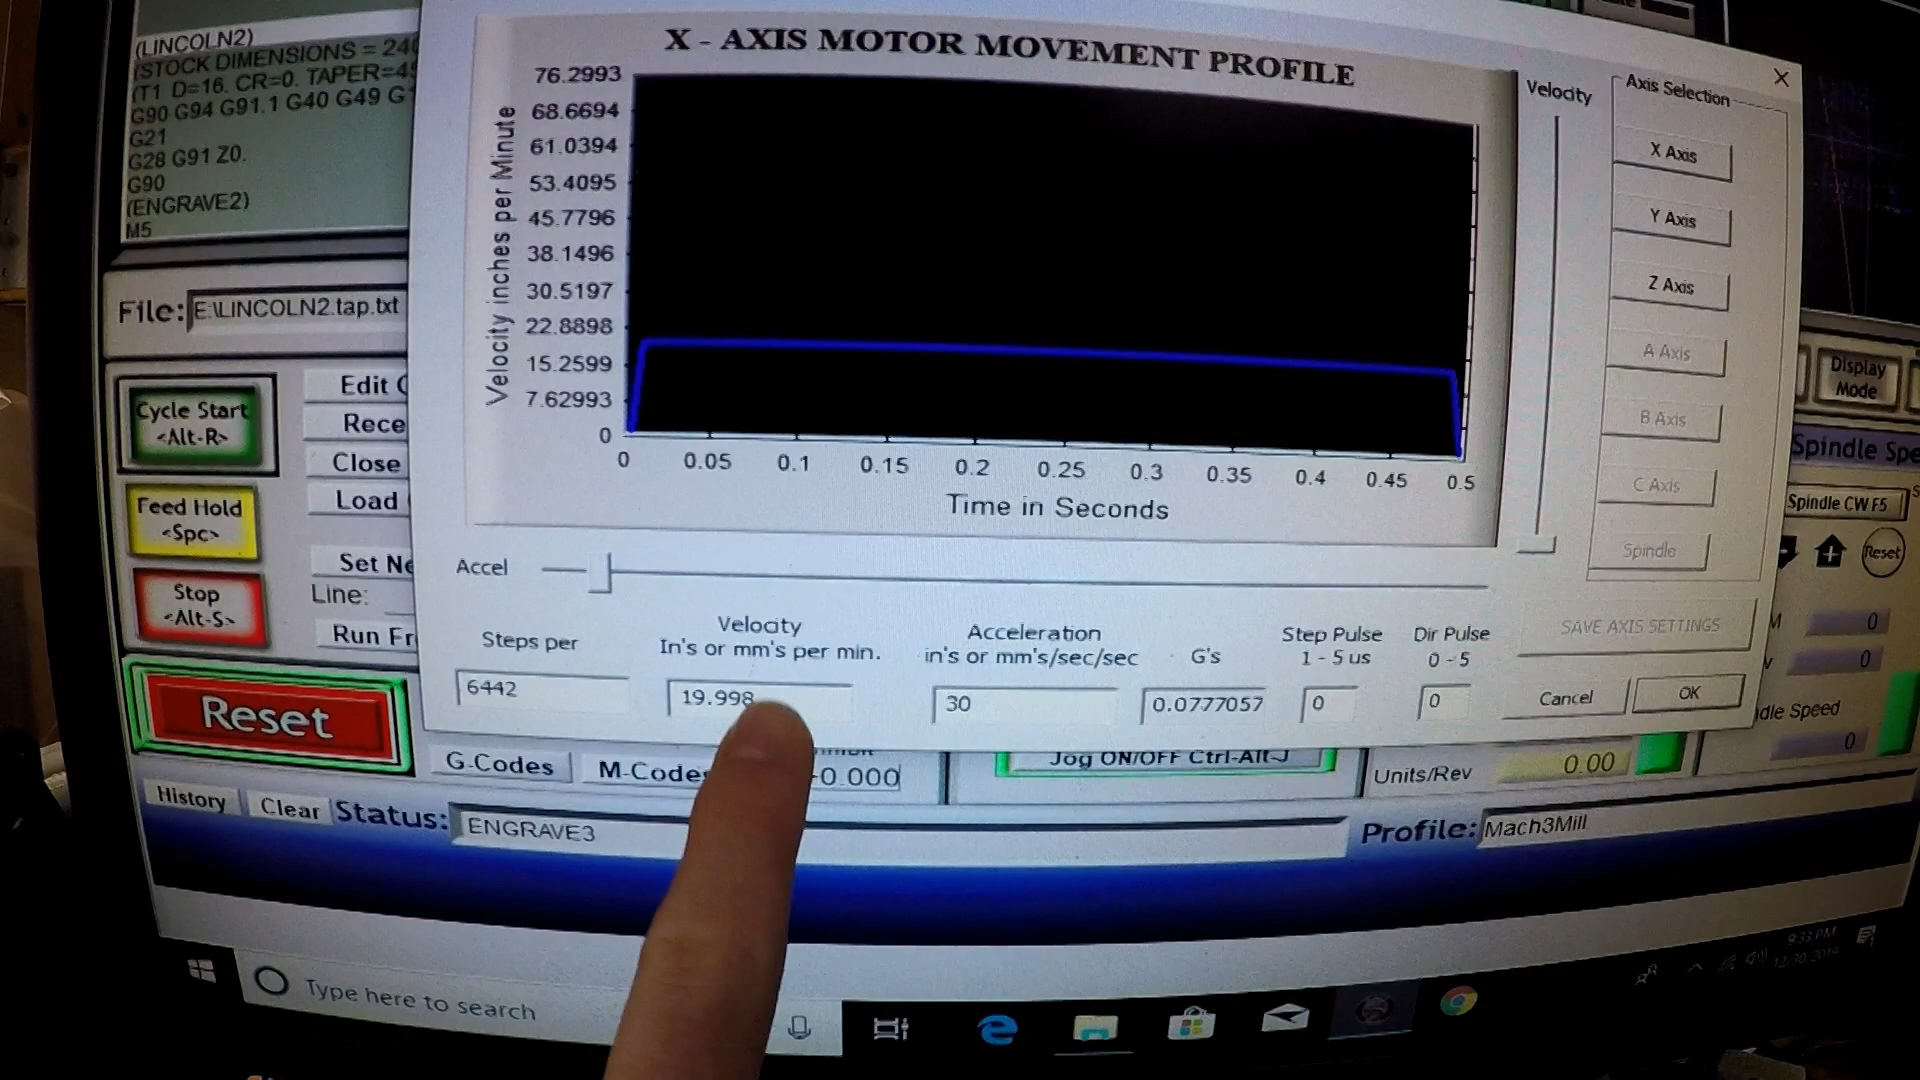 (LINCOLN2)
(STOCK DIMENSIONS = 240
(T1 D=16. CR=0. TAPER=45
G90 G94 G91.1 G40 G49 G
G21
G28 G91 Z0.
G90
(ENGRAVE2)
M5
X - AXIS MOTOR MOVEMENT PROFILE
Velocity inches per Minute
76.2993
68.6694
61.0394
53.4095
45.7796
38.1496
30.5197
22.8898
15.2599
7.62993
0
0 0.05 0.1 0.15 0.2 0.25 0.3 0.35 0.4 0.45 0.5
Time in Seconds
Velocity
Axis Selection
X Axis
Y Axis
Z Axis
A Axis
B Axis
C Axis
Spindle
Accel
Steps per
6442
Velocity
In's or mm's per min.
19.998
Acceleration
in's or mm's/sec/sec
30
G's
0.0777057
Step Pulse
1 - 5 us
0
Dir Pulse
0 - 5
0
SAVE AXIS SETTINGS
Cancel
OK
File: E:\LINCOLN2.tap.txt
Cycle Start
<Alt-R>
Feed Hold
<Spc>
Stop
<Alt-S>
Reset
Edit
Rece
Close
Load
Set Ne
Line:
Run Fr
G-Codes
M-Codes
0.000
Jog ON/OFF Ctrl-Alt-J
Units/Rev
0.00
Display
Mode
Spindle Spe
Spindle CW F5
Reset
0
0
dle Speed
0
History
Clear
Status: ENGRAVE3
Profile: Mach3Mill
Type here to search
9:33 PM